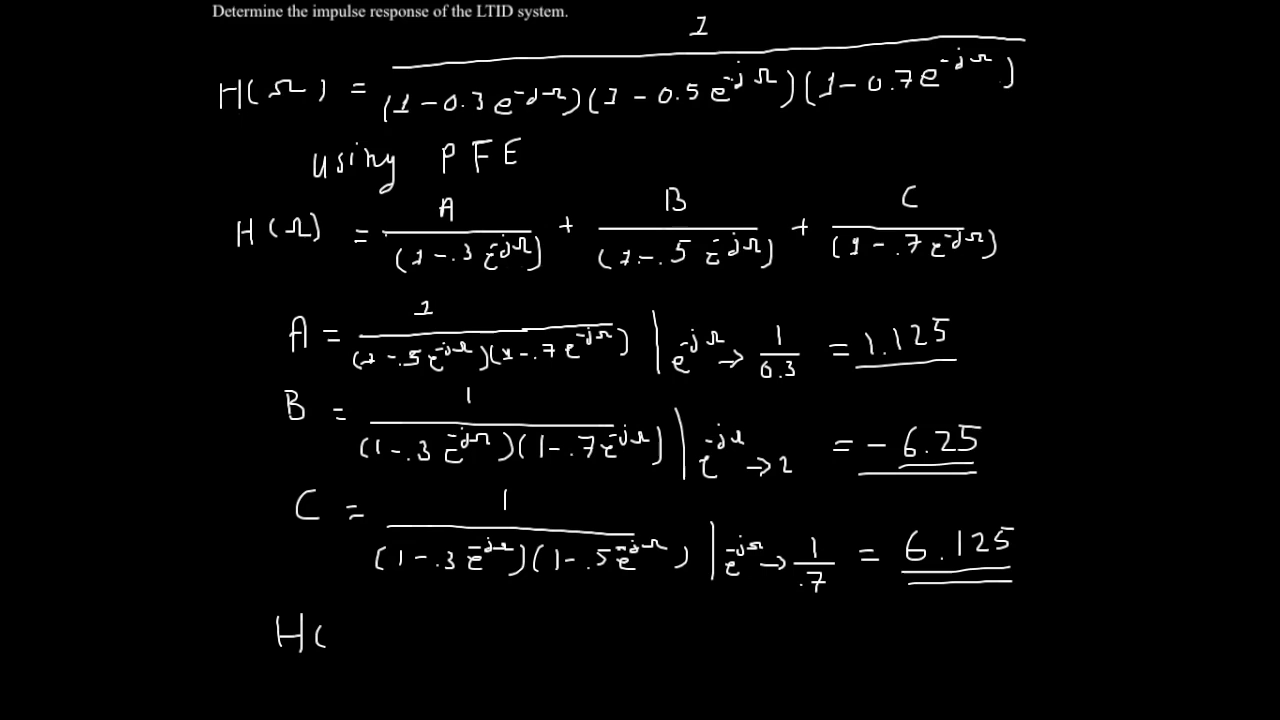 Determine the impulse response of the LTID system.
H(Ω) = 1 / (1 - 0.3 e^{-jΩ})(1 - 0.5 e^{-jΩ})(1 - 0.7 e^{-jΩ})
using PFE
H(Ω) = A / (1 - .3 e^{-jΩ}) + B / (1 - .5 e^{-jΩ}) + C / (1 - .7 e^{-jΩ})
A = 1 / (1 - .5 e^{-jΩ})(1 - .7 e^{-jΩ}) | e^{-jΩ} → 1/0.3 = 1.125
B = 1 / (1 - .3 e^{-jΩ})(1 - .7 e^{-jΩ}) | e^{-jΩ} → 2 = - 6.25
C = 1 / (1 - .3 e^{-jΩ})(1 - .5 e^{-jΩ}) | e^{-jΩ} → 1/.7 = 6.125
H(